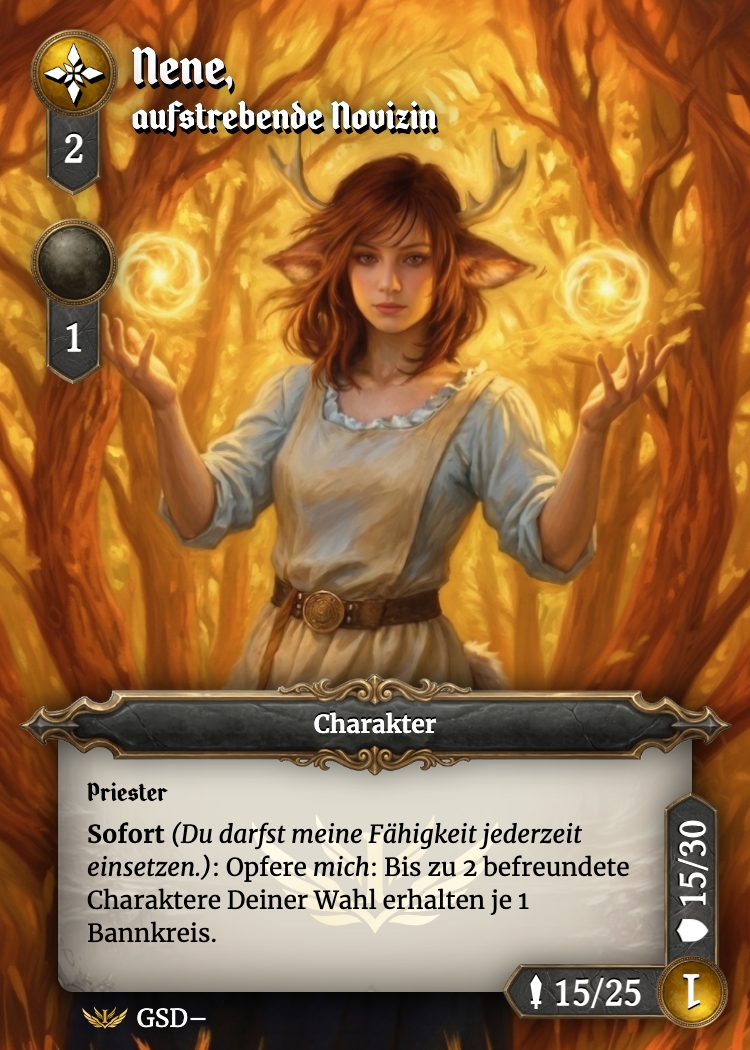 Nene,
aufstrebende Novizin
2
1
Charakter
Priester
Sofort (Du darfst meine Fähigkeit jederzeit
einsetzen.): Opfere mich: Bis zu 2 befreundete
Charaktere Deiner Wahl erhalten je 1
Bannkreis.
15/30
15/25
1
GSD–